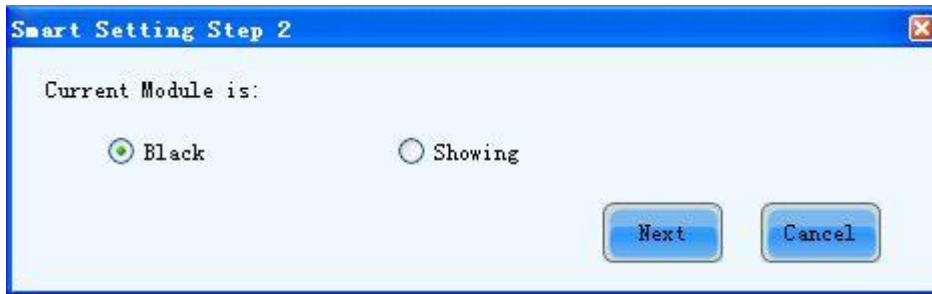 Smart Setting Step 2
Current Module is:
Black Showing
Next Cancel